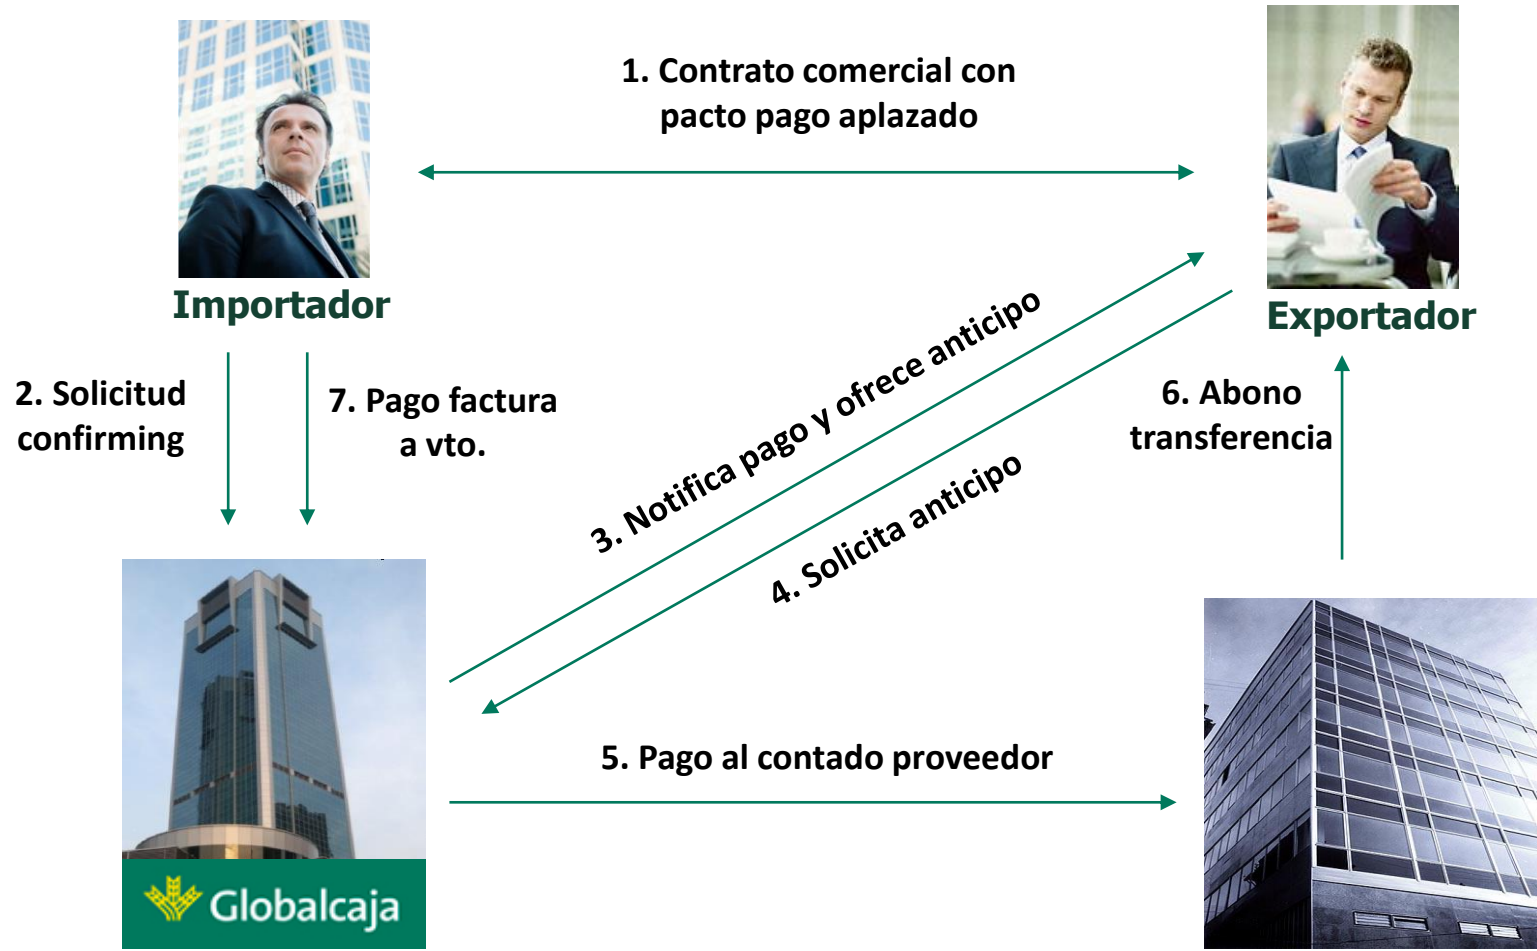 1. Contrato comercial con
pacto pago aplazado
Importador
Exportador
2. Solicitud
confirming
7. Pago factura
a vto.
3. Notifica pago y ofrece anticipo
4. Solicita anticipo
6. Abono
transferencia
5. Pago al contado proveedor
Globalcaja